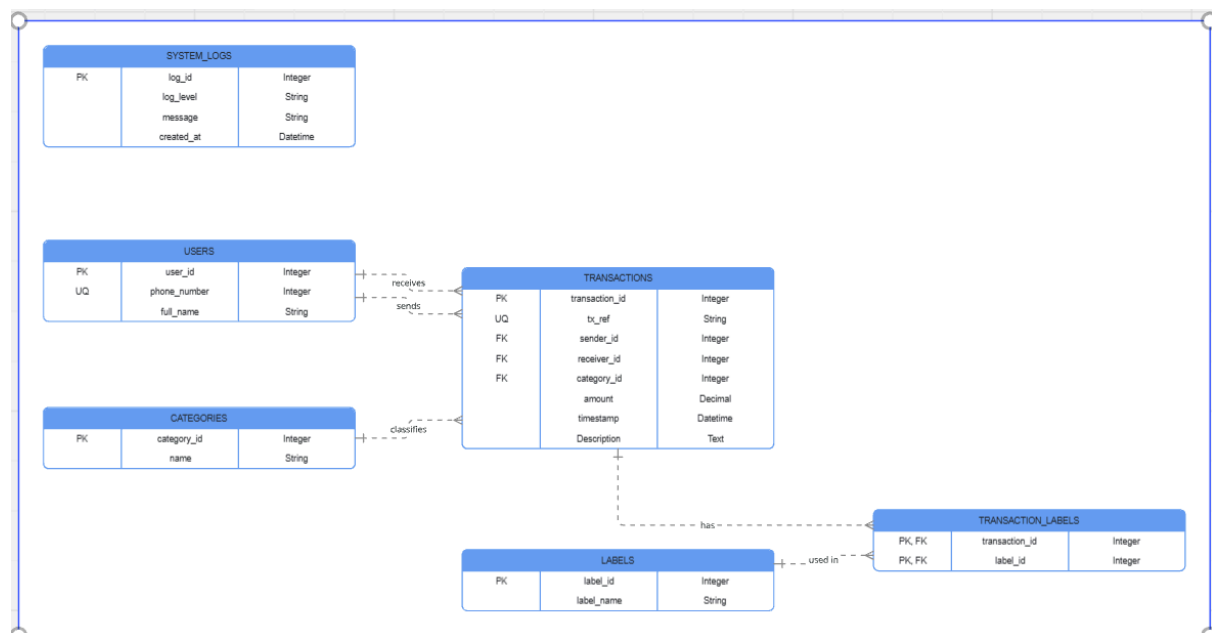 SYSTEM_LOGS
PK log_id Integer
log_level String
message String
created_at Datetime
USERS
PK user_id Integer
UQ phone_number Integer
full_name String
receives
sends
TRANSACTIONS
PK transaction_id Integer
UQ tx_ref String
FK sender_id Integer
FK receiver_id Integer
FK category_id Integer
amount Decimal
timestamp Datetime
Description Text
CATEGORIES
PK category_id Integer
name String
classifies
has
TRANSACTION_LABELS
PK, FK transaction_id Integer
PK, FK label_id Integer
LABELS
PK label_id Integer
label_name String
used in